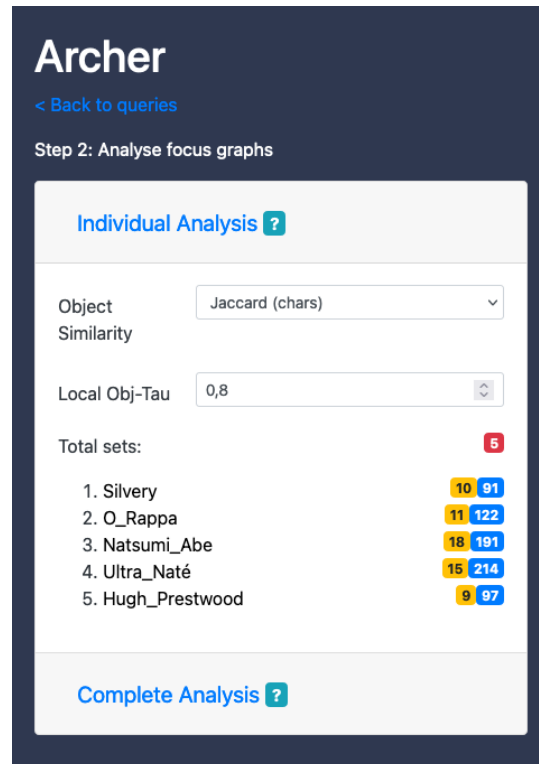 Archer
< Back to queries
Step 2: Analyse focus graphs
Individual Analysis ?
Object Similarity
Jaccard (chars)
Local Obj-Tau
0,8
Total sets: 5
1. Silvery 10 91
2. O_Rappa 11 122
3. Natsumi_Abe 18 191
4. Ultra_Naté 15 214
5. Hugh_Prestwood 9 97
Complete Analysis ?